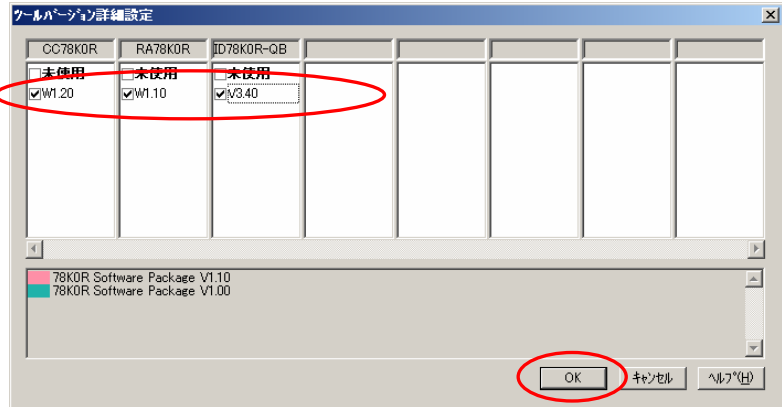 ツールバージョン詳細設定
CC78K0R RA78K0R ID78K0R-QB
未使用 未使用 未使用
W1.20 W1.10 V3.40
78K0R Software Package V1.10
78K0R Software Package V1.00
OK キャンセル ヘルプ(H)